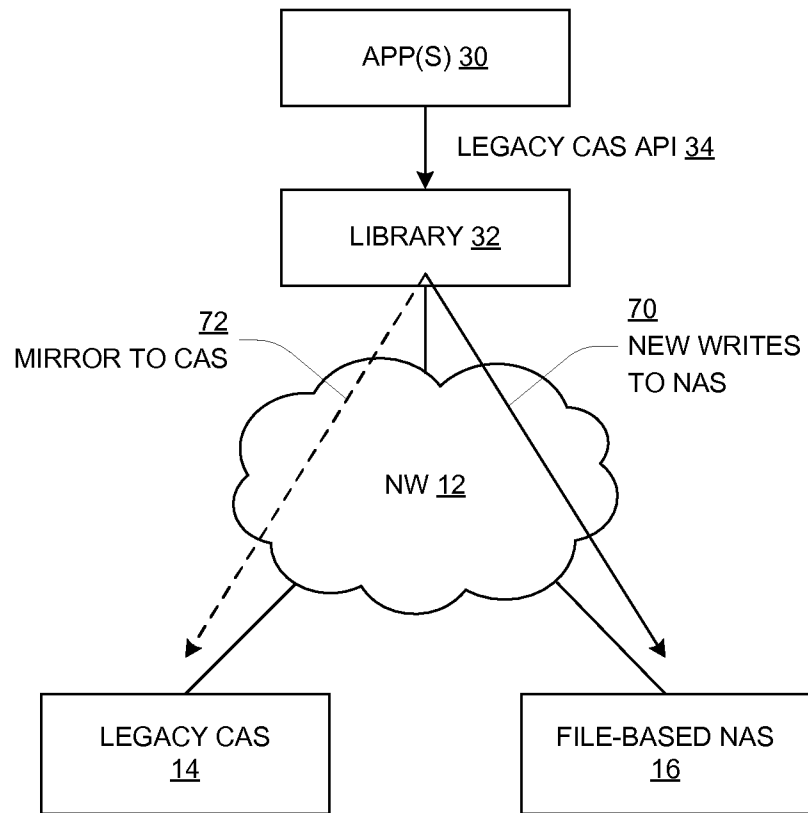 APP(S) 30
LEGACY CAS API 34
LIBRARY 32
72
MIRROR TO CAS
70
NEW WRITES
TO NAS
NW 12
LEGACY CAS
14
FILE-BASED NAS
16